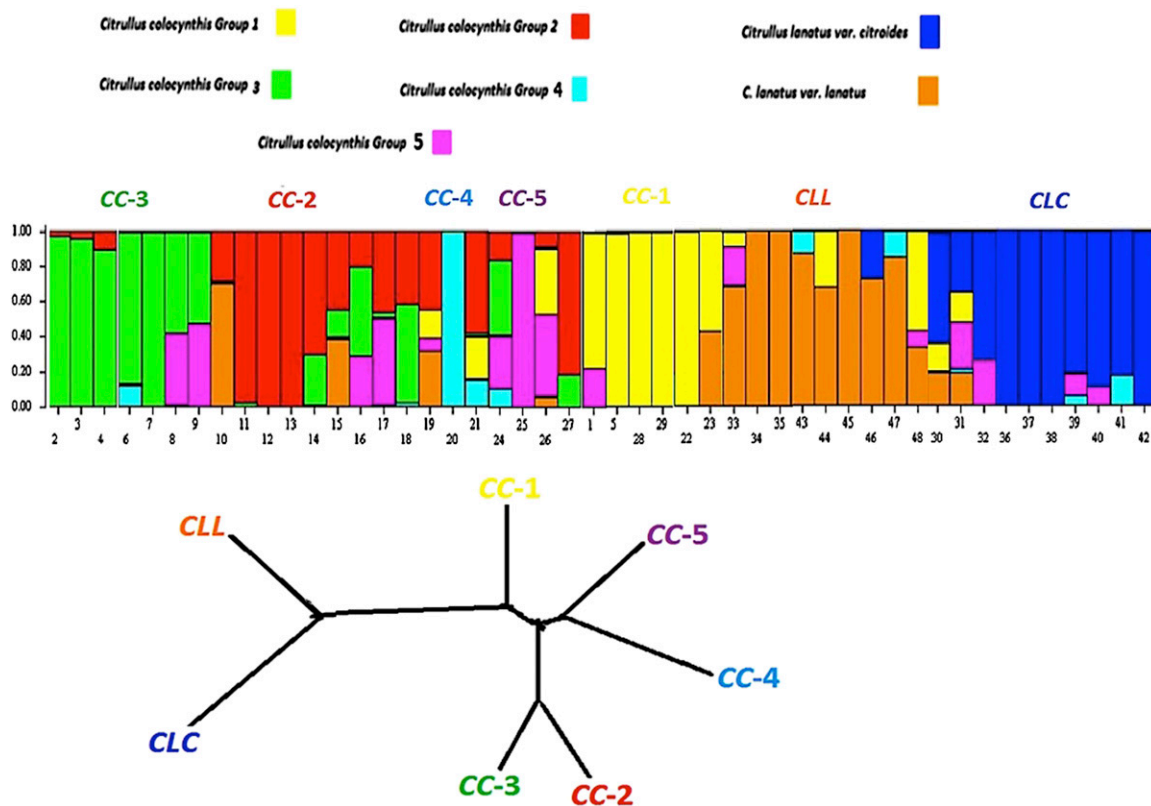 Citrullus colocynthis Group 1 Citrullus colocynthis Group 2 Citrullus lanatus var. citroides
Citrullus colocynthis Group 3 Citrullus colocynthis Group 4 C. lanatus var. lanatus
Citrullus colocynthis Group 5
CC-3 CC-2 CC-4 CC-5 CC-1 CLL CLC
1.00
0.80
0.60
0.40
0.20
0.00
2 3 4 6 7 8 9 10 11 12 13 14 15 16 17 18 19 20 21 24 25 26 27 1 5 28 29 22 23 33 34 35 43 44 45 46 47 48 30 31 32 36 37 38 39 40 41 42
CC-1
CLL
CC-5
CC-4
CLC
CC-3
CC-2